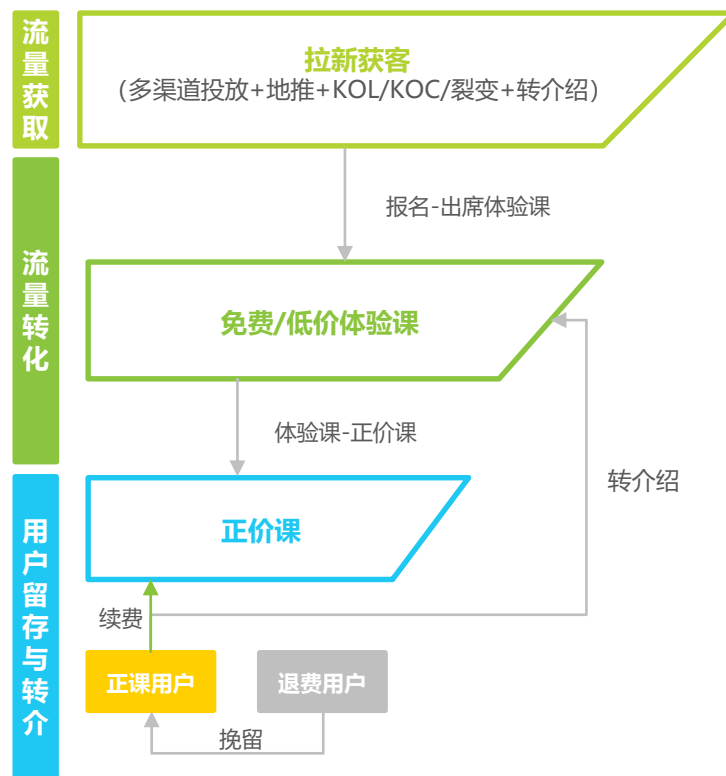 流量获取
拉新获客
（多渠道投放+地推+KOL/KOC/裂变+转介绍）
报名-出席体验课
流量转化
免费/低价体验课
体验课-正价课
转介绍
用户留存与转介
正价课
续费
正课用户
退费用户
挽留